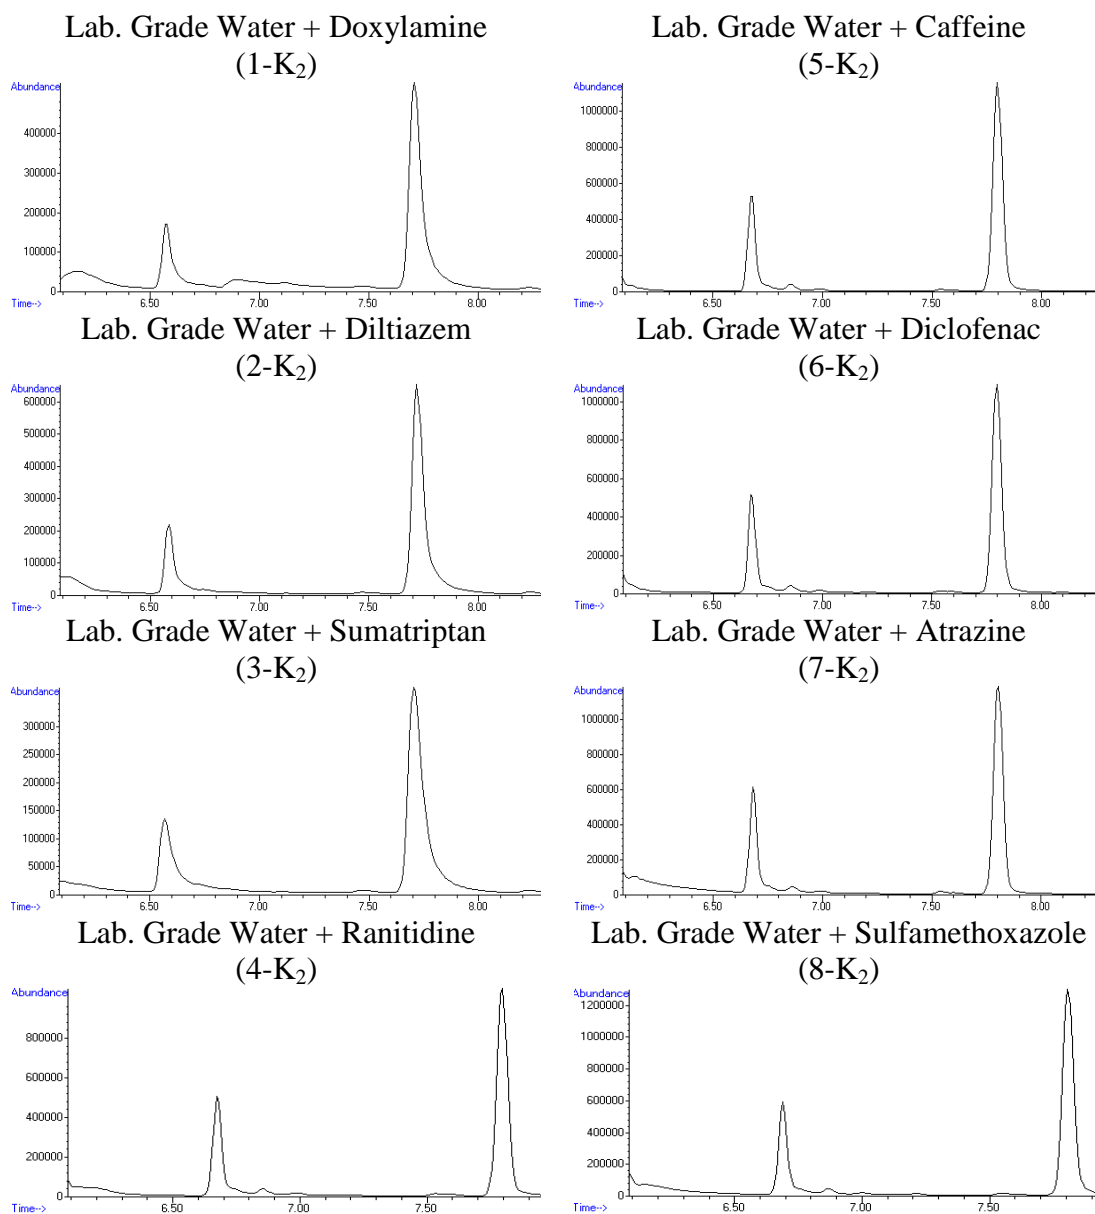 Lab. Grade Water + Doxylamine
(1-K₂)
Abundance
400000
300000
200000
100000
0
6.50 7.00 7.50 8.00
Time-->
Lab. Grade Water + Caffeine
(5-K₂)
Abundance
1000000
800000
600000
400000
200000
0
6.50 7.00 7.50 8.00
Time-->
Lab. Grade Water + Diltiazem
(2-K₂)
Abundance
600000
500000
400000
300000
200000
100000
0
6.50 7.00 7.50 8.00
Time-->
Lab. Grade Water + Diclofenac
(6-K₂)
Abundance
1000000
800000
600000
400000
200000
0
6.50 7.00 7.50 8.00
Time-->
Lab. Grade Water + Sumatriptan
(3-K₂)
Abundance
300000
250000
200000
150000
100000
50000
0
6.50 7.00 7.50 8.00
Time-->
Lab. Grade Water + Atrazine
(7-K₂)
Abundance
1000000
800000
600000
400000
200000
0
6.50 7.00 7.50 8.00
Time-->
Lab. Grade Water + Ranitidine
(4-K₂)
Abundance
800000
600000
400000
200000
0
6.50 7.00 7.50
Time-->
Lab. Grade Water + Sulfamethoxazole
(8-K₂)
Abundance
1200000
1000000
800000
600000
400000
200000
0
6.50 7.00 7.50
Time-->